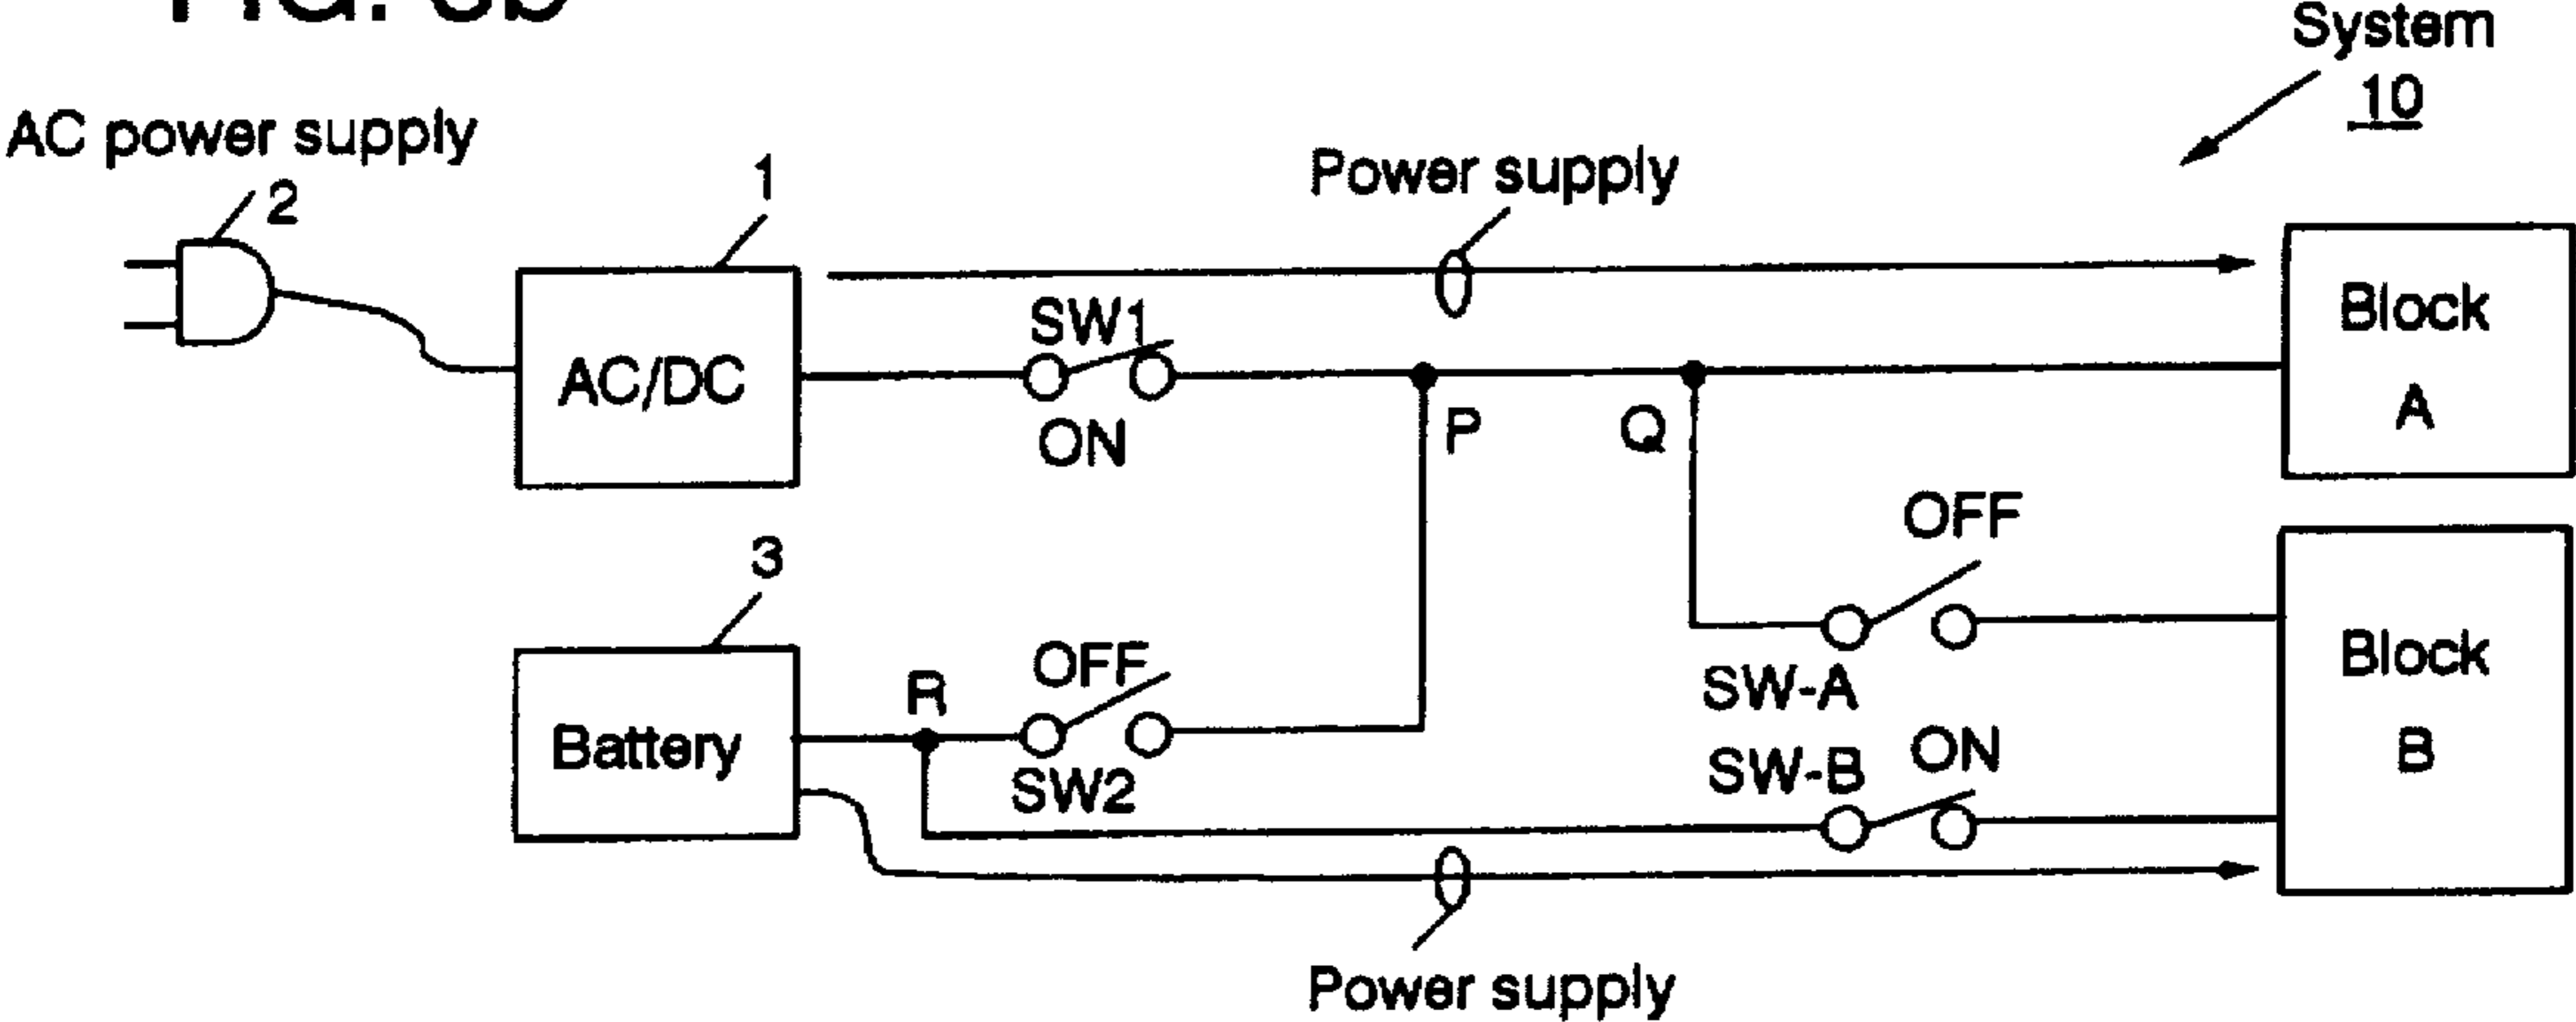 System
10
AC power supply
2
1
Power supply
Block
A
SW1
AC/DC
ON
P
Q
OFF
3
Block
B
R
OFF
SW-A
Battery
SW2
SW-B
ON
Power supply